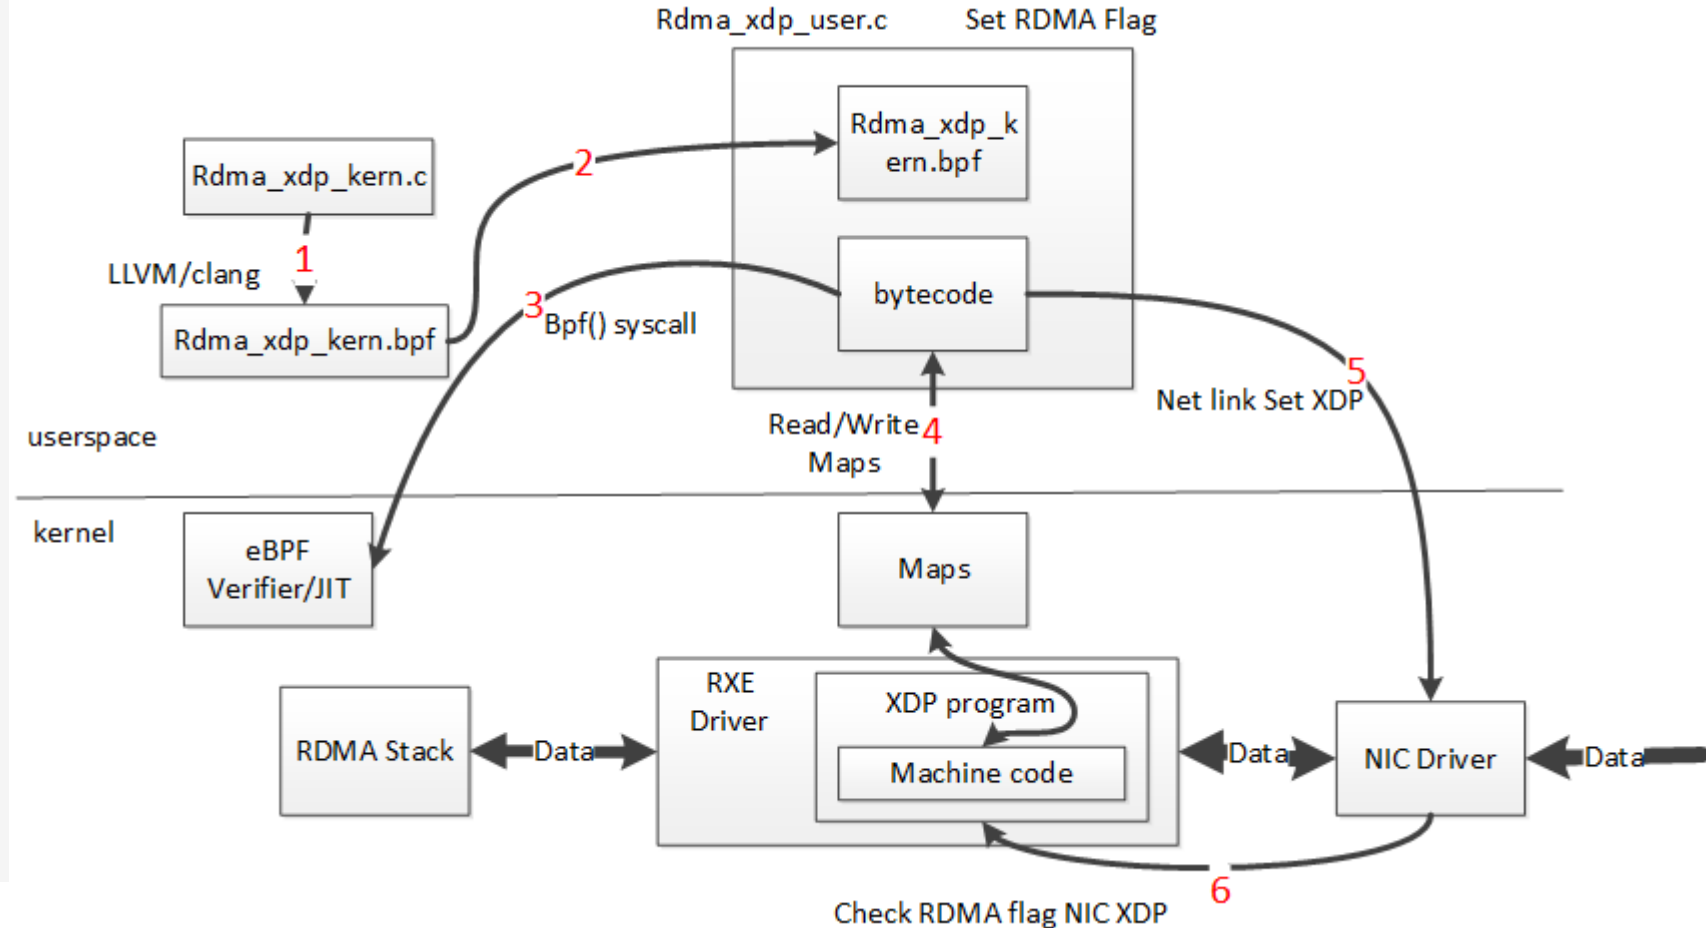 Rdma_xdp_user.c
Set RDMA Flag
Rdma_xdp_k
ern.bpf
Rdma_xdp_kern.c
2
1
LLVM/clang
Rdma_xdp_kern.bpf
bytecode
3
Bpf() syscall
5
Net link Set XDP
Read/Write
4
Maps
userspace
kernel
eBPF
Verifier/JIT
Maps
RXE
Driver
XDP program
Machine code
RDMA Stack
Data
Data
NIC Driver
Data
6
Check RDMA flag NIC XDP